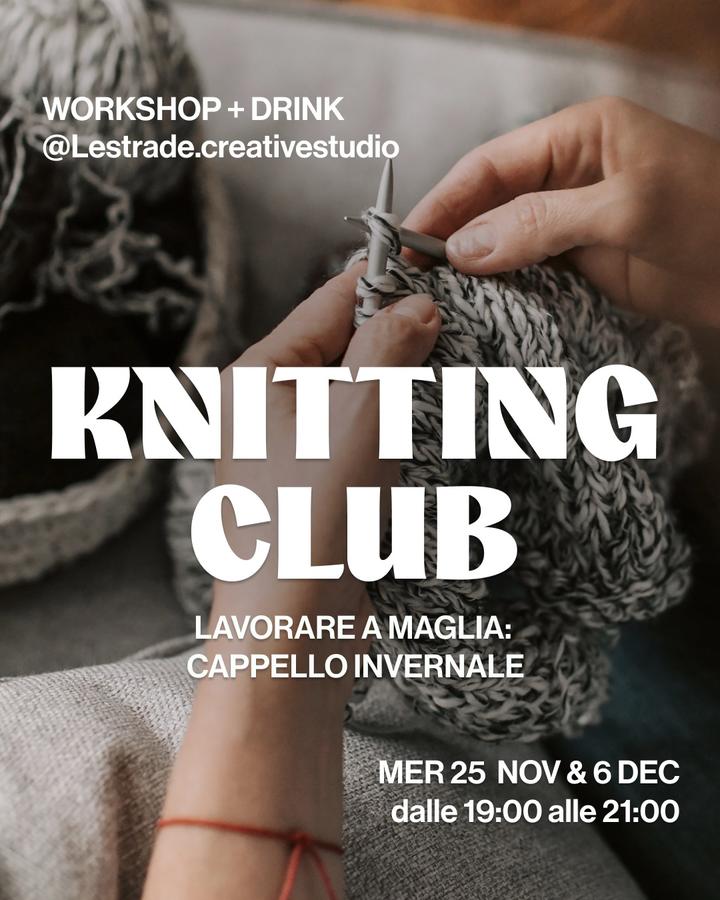 WORKSHOP + DRINK
@Lestrade.creativestudio
KNITTING
CLUB
LAVORARE A MAGLIA:
CAPPELLO INVERNALE
MER 25 NOV & 6 DEC
dalle 19:00 alle 21:00